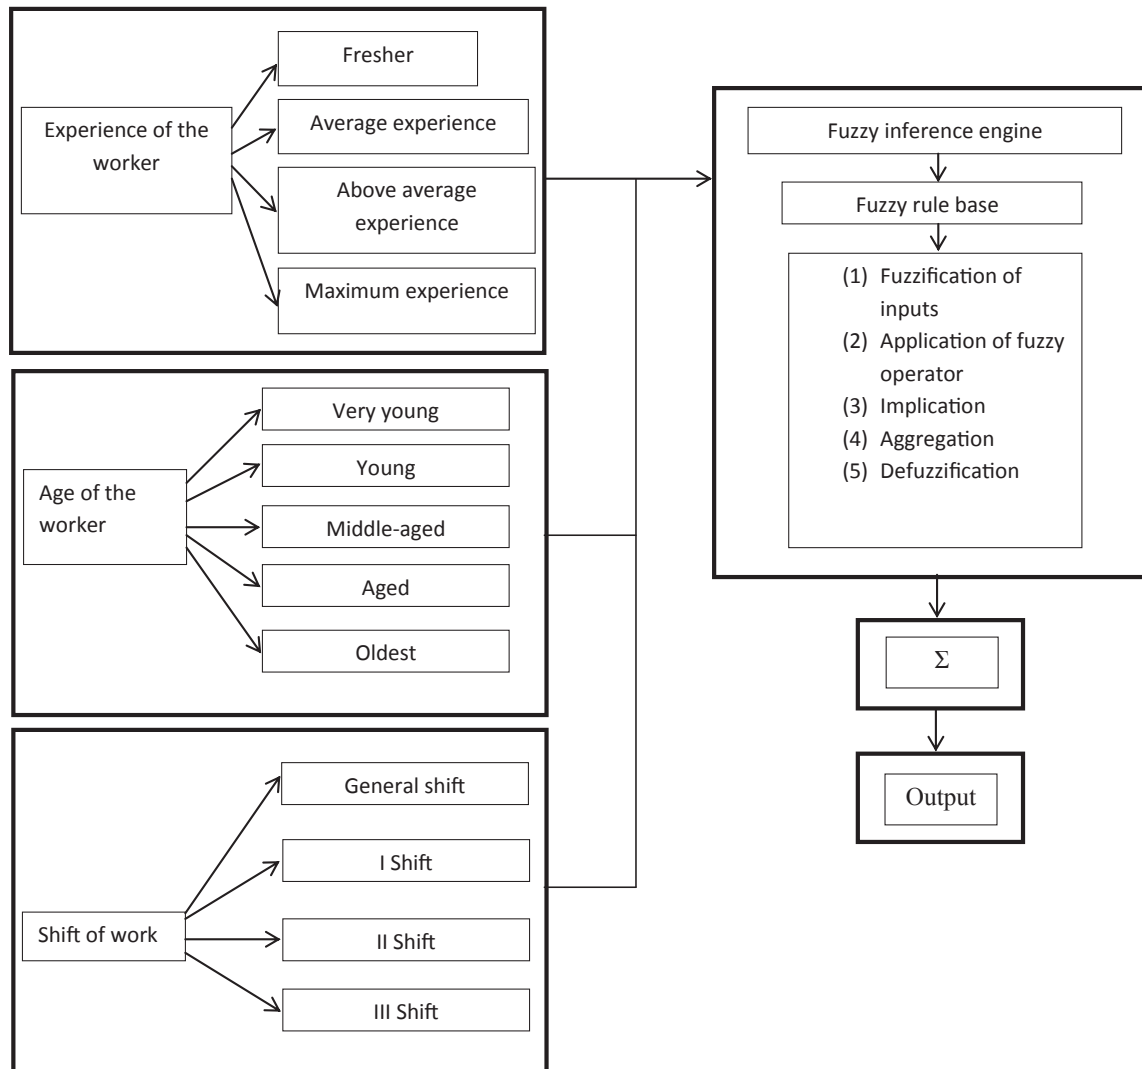 Experience of the
worker
Fresher
Average experience
Above average
experience
Maximum experience
Age of the
worker
Very young
Young
Middle-aged
Aged
Oldest
Shift of work
General shift
I Shift
II Shift
III Shift
Fuzzy inference engine
Fuzzy rule base
(1) Fuzzification of
inputs
(2) Application of fuzzy
operator
(3) Implication
(4) Aggregation
(5) Defuzzification
Σ
Output